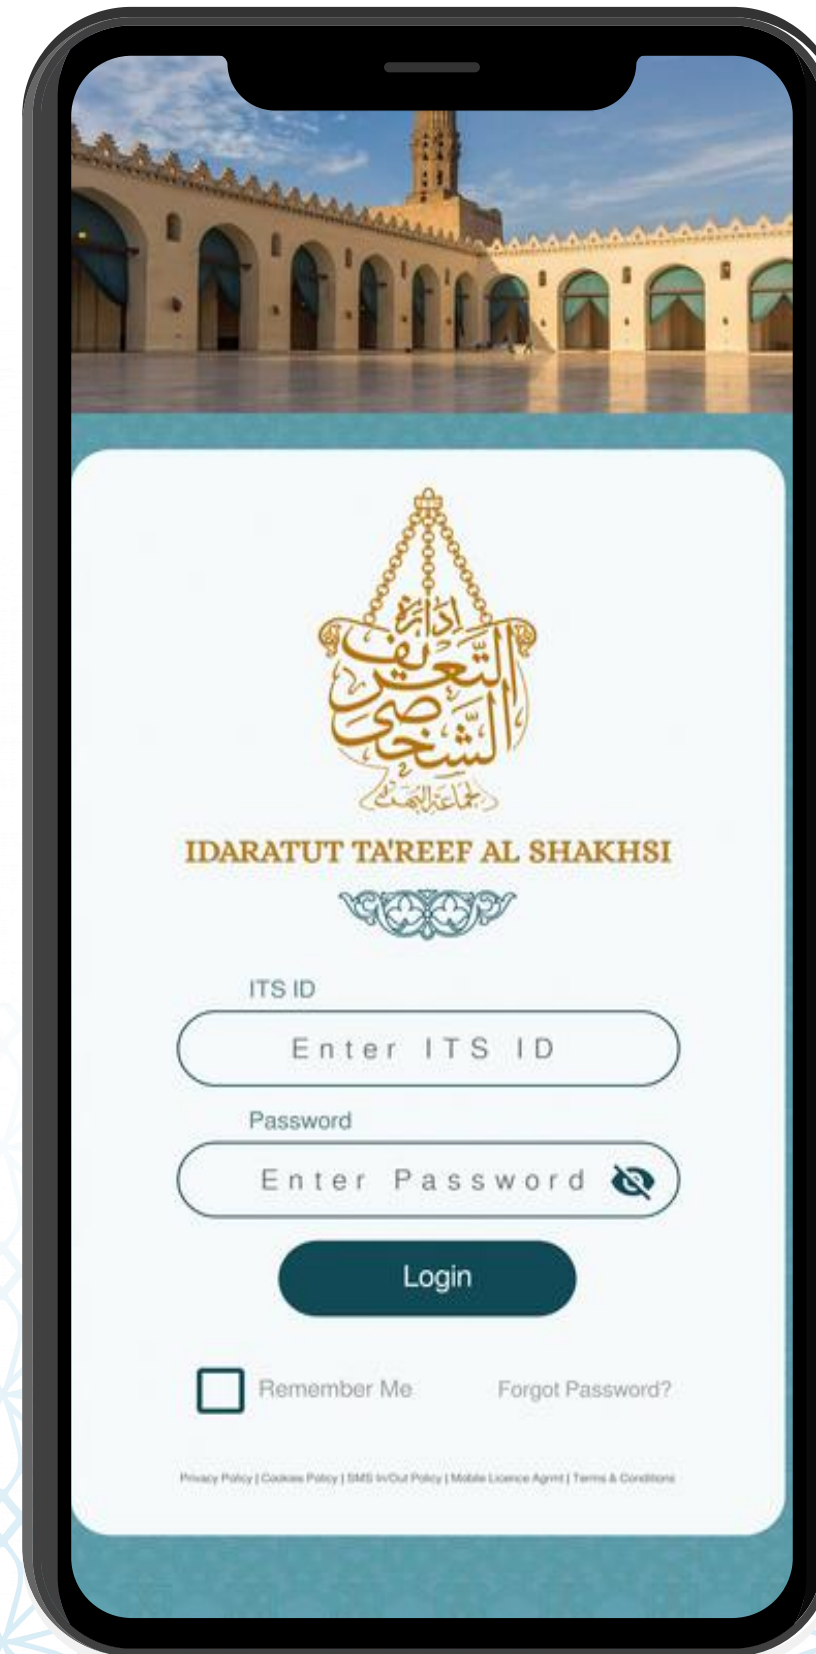 إدارة
التعريف
الشخصي
IDARATUT TA'REEF AL SHAKHSI
ITS ID
Enter ITS ID
Password
Enter Password
Login
Remember Me Forgot Password?
Privacy Policy | Cookies Policy | SMS In/Out Policy | Mobile Licence Agrmt | Terms & Conditions